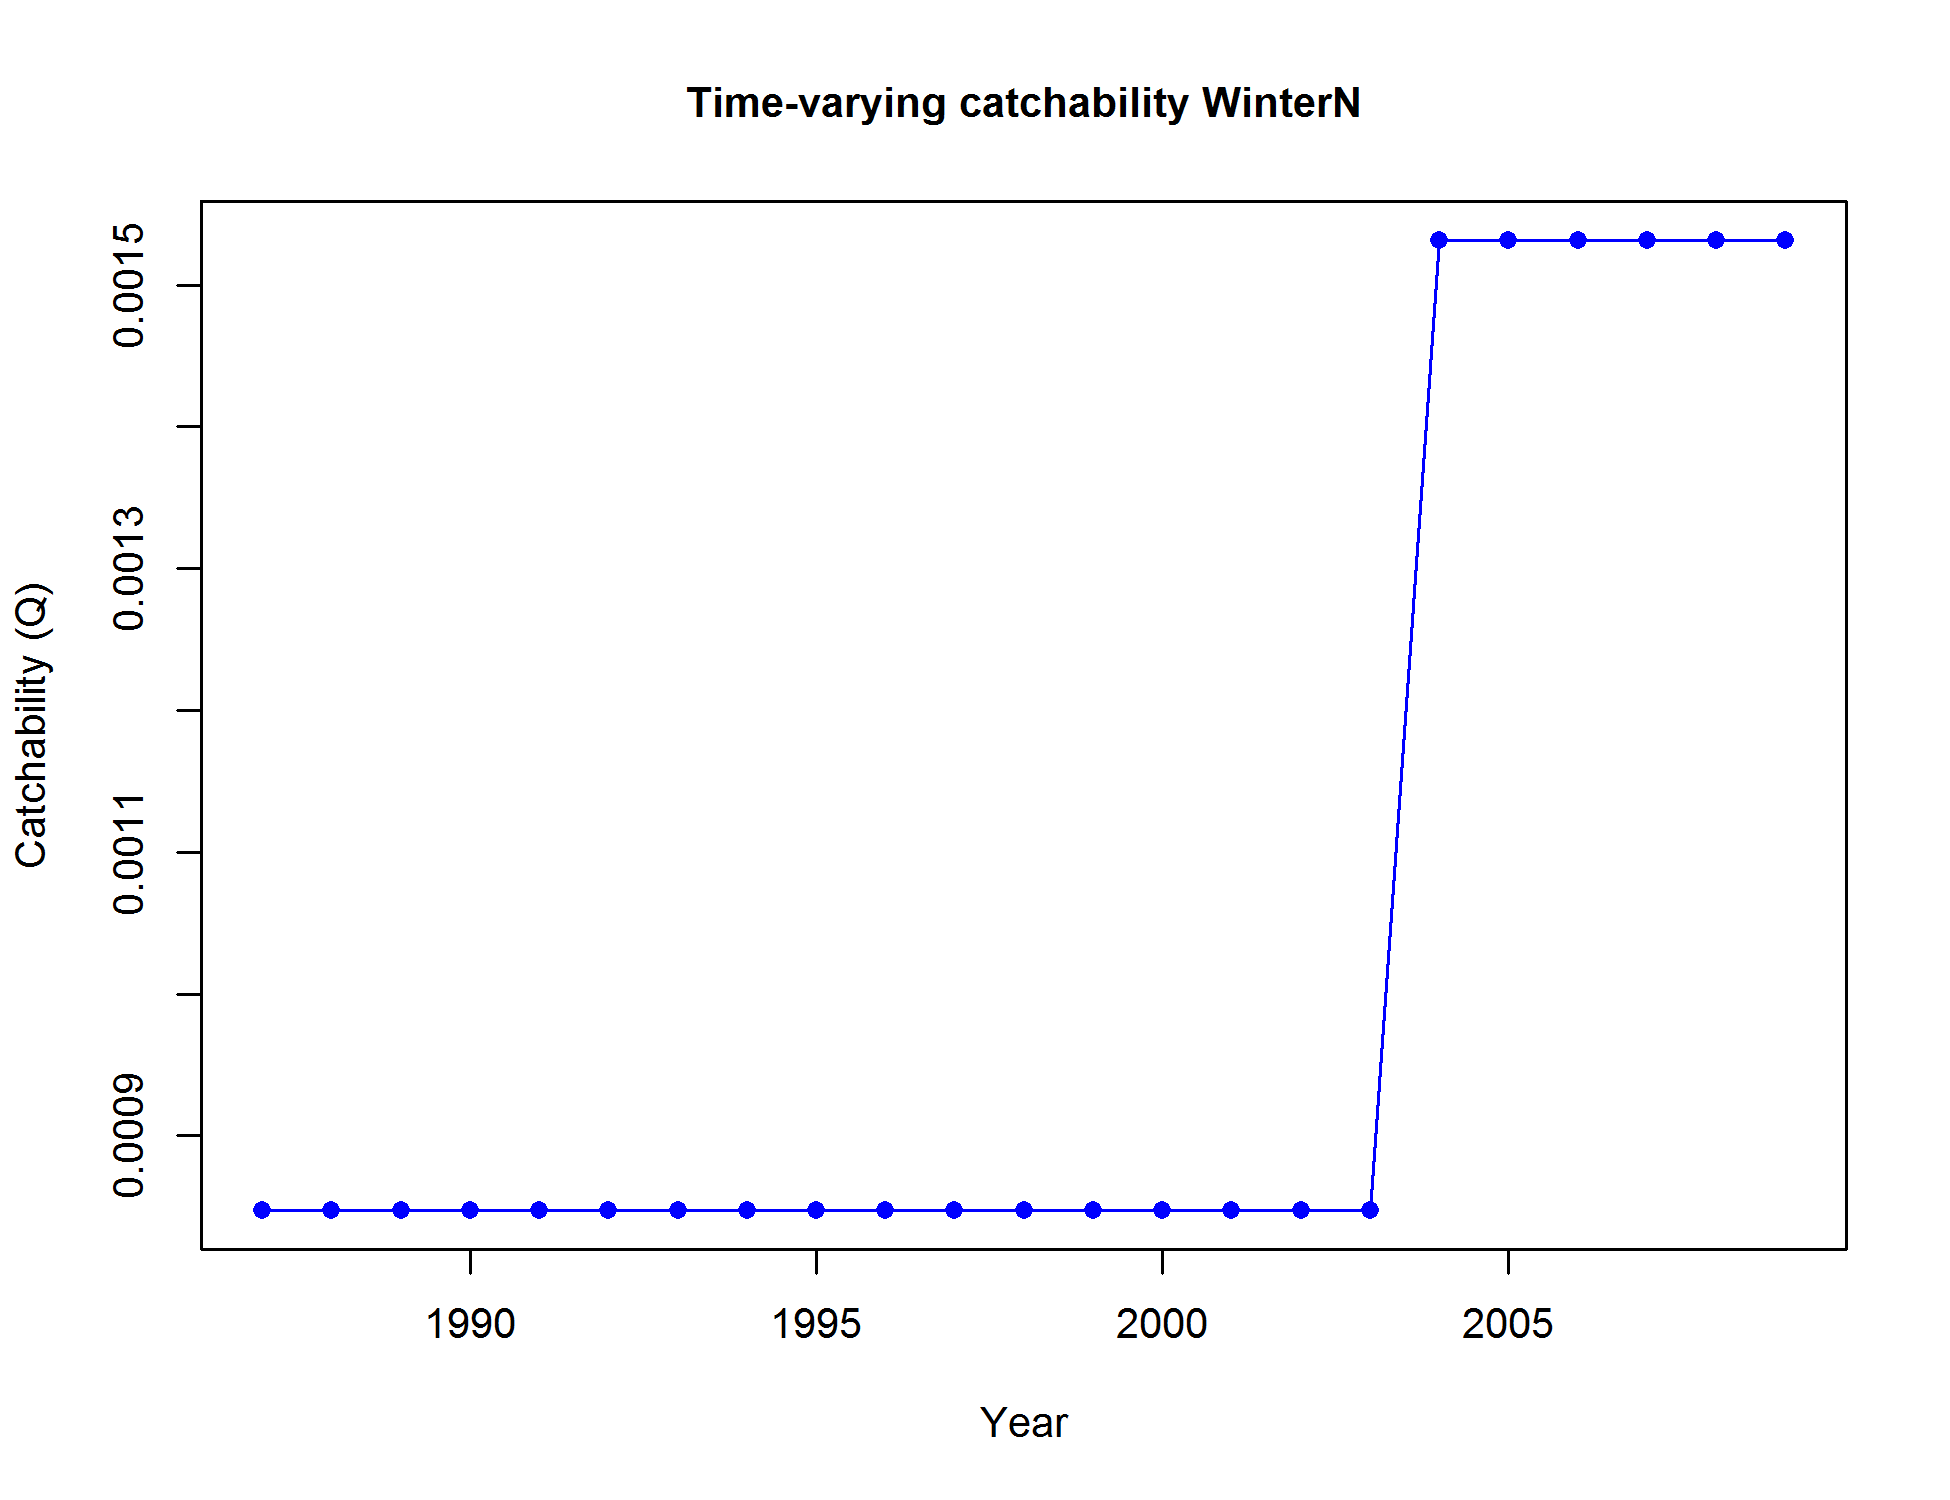 Time-varying catchability WinterN
Catchability (Q)
0.0015
0.0013
0.0011
0.0009
1990 1995 2000 2005
Year